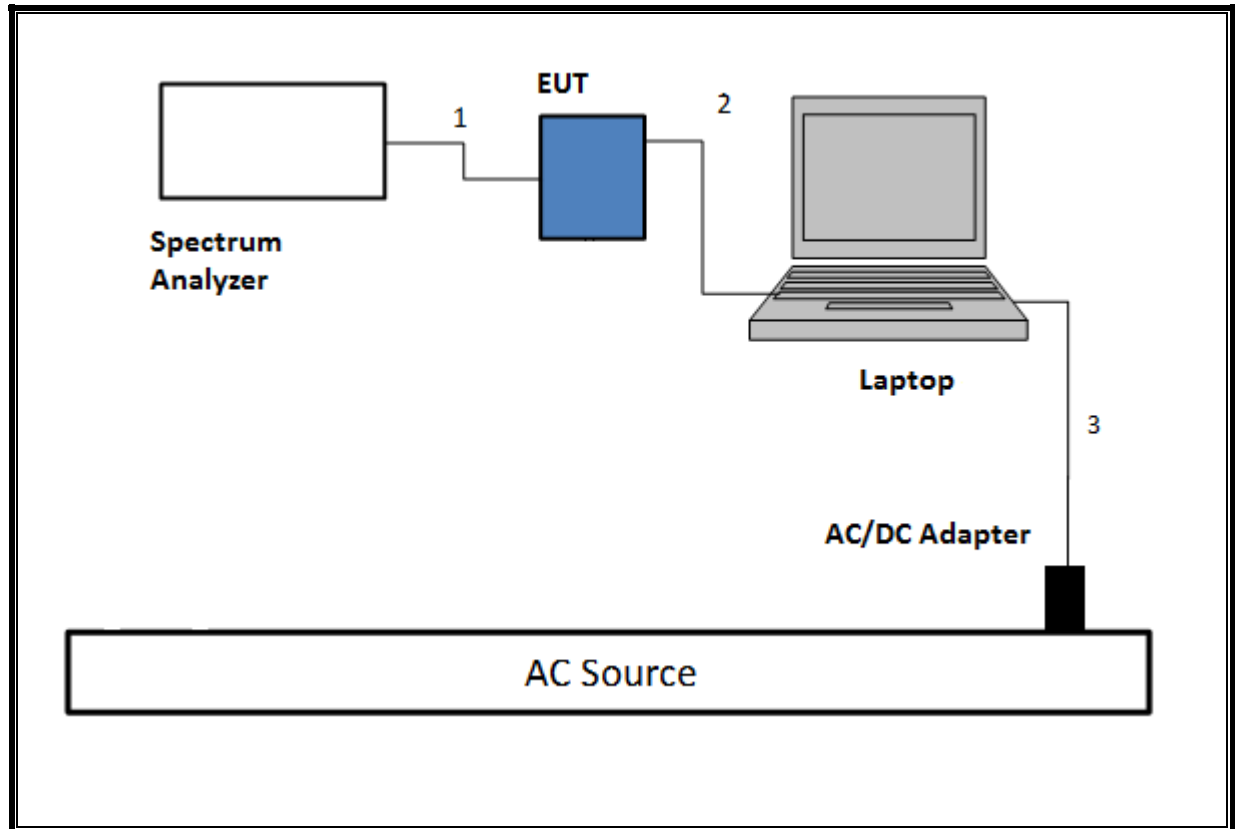 EUT
1
2
Spectrum
Analyzer
Laptop
3
AC/DC Adapter
AC Source